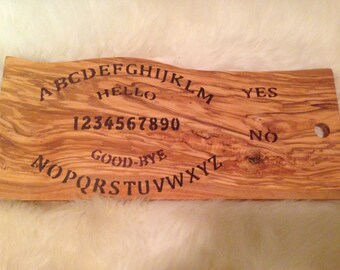 ABCDEFGHIJKLM
HELLO YES
1234567890
NO
GOOD-BYE
NOPQRSTUVWXYZ